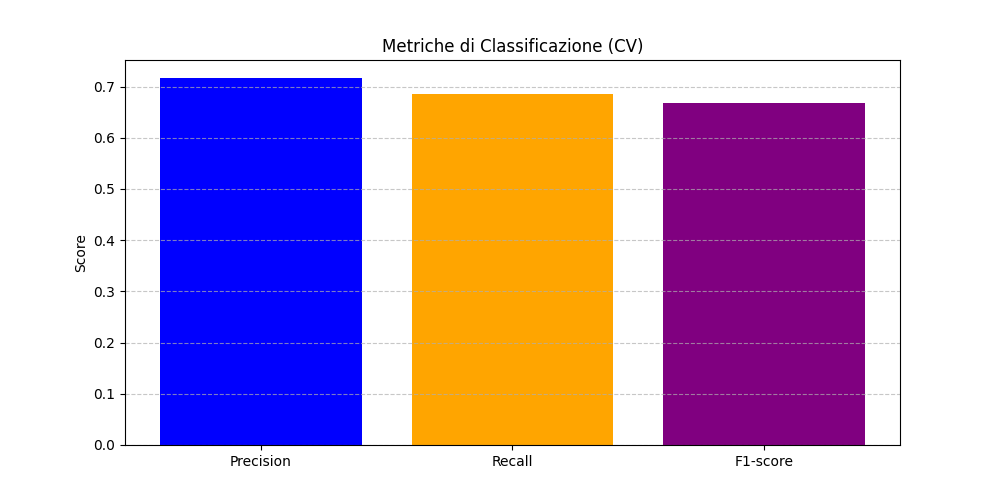 Metriche di Classificazione (CV)
Score
0.7
0.6
0.5
0.4
0.3
0.2
0.1
0.0
Precision
Recall
F1-score